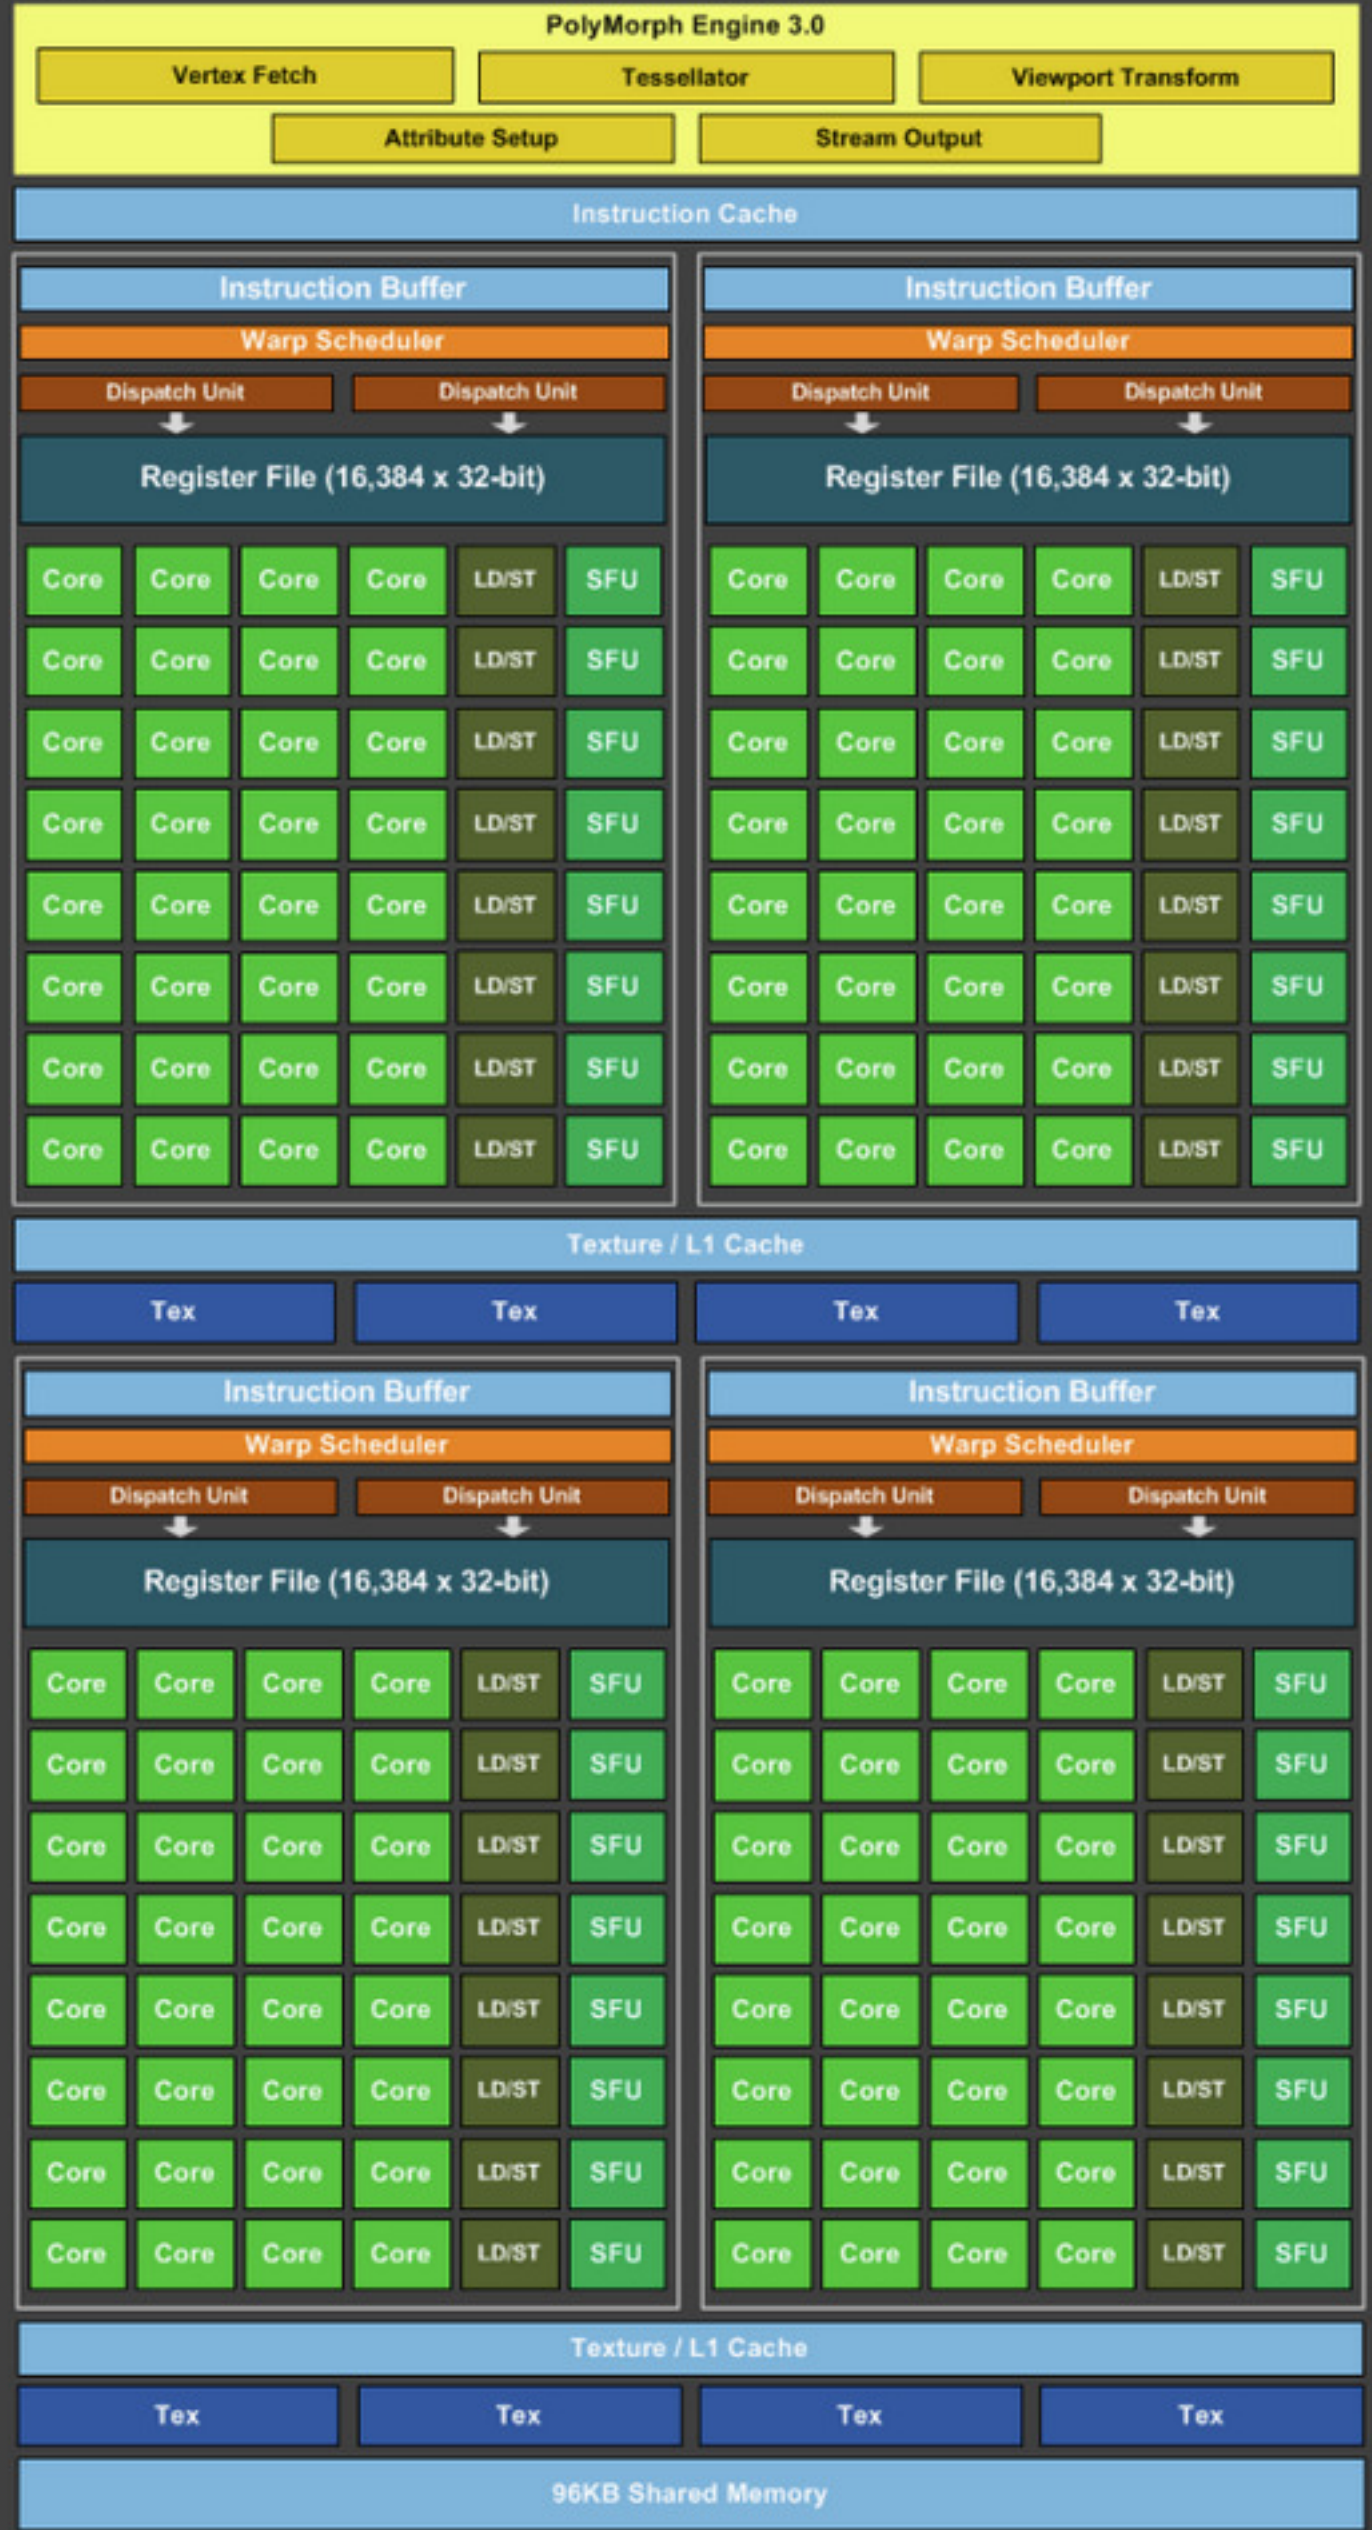 PolyMorph Engine 3.0
Vertex Fetch Tessellator Viewport Transform
Attribute Setup Stream Output
Instruction Cache
Instruction Buffer Instruction Buffer
Warp Scheduler Warp Scheduler
Dispatch Unit Dispatch Unit Dispatch Unit Dispatch Unit
Register File (16,384 x 32-bit) Register File (16,384 x 32-bit)
Core Core Core Core LD/ST SFU Core Core Core Core LD/ST SFU
Core Core Core Core LD/ST SFU Core Core Core Core LD/ST SFU
Core Core Core Core LD/ST SFU Core Core Core Core LD/ST SFU
Core Core Core Core LD/ST SFU Core Core Core Core LD/ST SFU
Core Core Core Core LD/ST SFU Core Core Core Core LD/ST SFU
Core Core Core Core LD/ST SFU Core Core Core Core LD/ST SFU
Core Core Core Core LD/ST SFU Core Core Core Core LD/ST SFU
Core Core Core Core LD/ST SFU Core Core Core Core LD/ST SFU
Texture / L1 Cache
Tex Tex Tex Tex
Instruction Buffer Instruction Buffer
Warp Scheduler Warp Scheduler
Dispatch Unit Dispatch Unit Dispatch Unit Dispatch Unit
Register File (16,384 x 32-bit) Register File (16,384 x 32-bit)
Core Core Core Core LD/ST SFU Core Core Core Core LD/ST SFU
Core Core Core Core LD/ST SFU Core Core Core Core LD/ST SFU
Core Core Core Core LD/ST SFU Core Core Core Core LD/ST SFU
Core Core Core Core LD/ST SFU Core Core Core Core LD/ST SFU
Core Core Core Core LD/ST SFU Core Core Core Core LD/ST SFU
Core Core Core Core LD/ST SFU Core Core Core Core LD/ST SFU
Core Core Core Core LD/ST SFU Core Core Core Core LD/ST SFU
Core Core Core Core LD/ST SFU Core Core Core Core LD/ST SFU
Texture / L1 Cache
Tex Tex Tex Tex
96KB Shared Memory